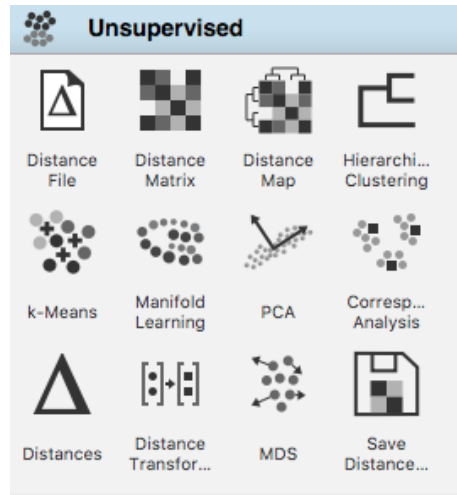 Unsupervised
Distance Distance Distance Hierarchi...
File Matrix Map Clustering
k-Means Manifold Learning PCA Corresp... Analysis
Distances Distance Transfor... MDS Save Distance...